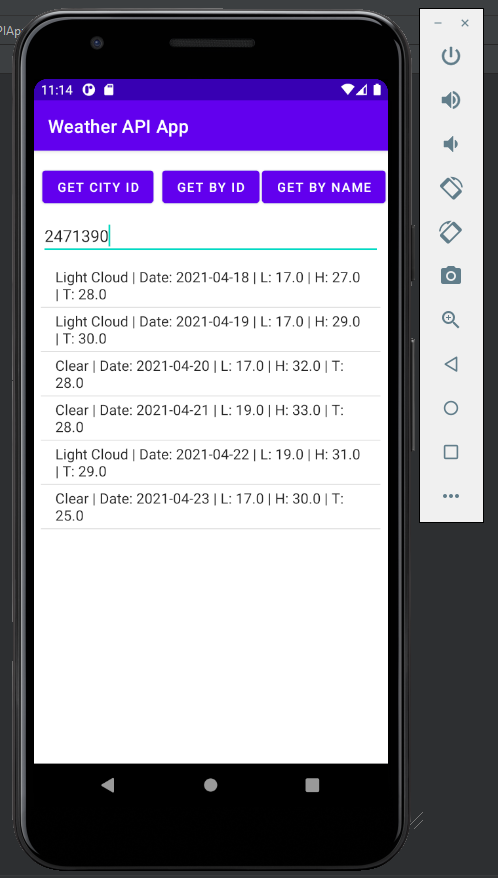 PIAp
11:14
Weather API App
GET CITY ID
GET BY ID
GET BY NAME
2471390
Light Cloud | Date: 2021-04-18 | L: 17.0 | H: 27.0
| T: 28.0
Light Cloud | Date: 2021-04-19 | L: 17.0 | H: 29.0
| T: 30.0
Clear | Date: 2021-04-20 | L: 17.0 | H: 32.0 | T:
28.0
Clear | Date: 2021-04-21 | L: 19.0 | H: 33.0 | T:
28.0
Light Cloud | Date: 2021-04-22 | L: 19.0 | H: 31.0
| T: 29.0
Clear | Date: 2021-04-23 | L: 17.0 | H: 30.0 | T:
25.0